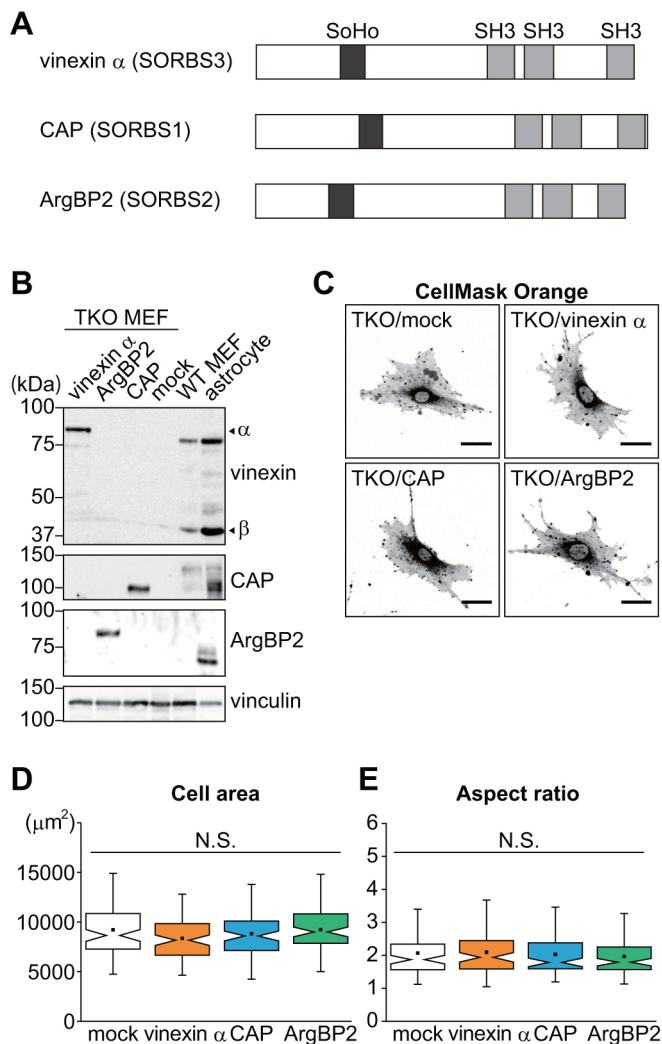 A
SoHo SH3 SH3 SH3
vinexin α (SORBS3)
CAP (SORBS1)
ArgBP2 (SORBS2)
B
TKO MEF
vinexin α
ArgBP2
CAP
mock
WT MEF
astrocyte
(kDa)
100
75
50
37
α
vinexin
β
150
100
CAP
100
75
ArgBP2
150
100
vinculin
C
CellMask Orange
TKO/mock
TKO/vinexin α
TKO/CAP
TKO/ArgBP2
D
Cell area
(μm²)
N.S.
15000
10000
5000
0
mock vinexin α CAP ArgBP2
E
Aspect ratio
N.S.
6
5
4
3
2
1
0
mock vinexin α CAP ArgBP2